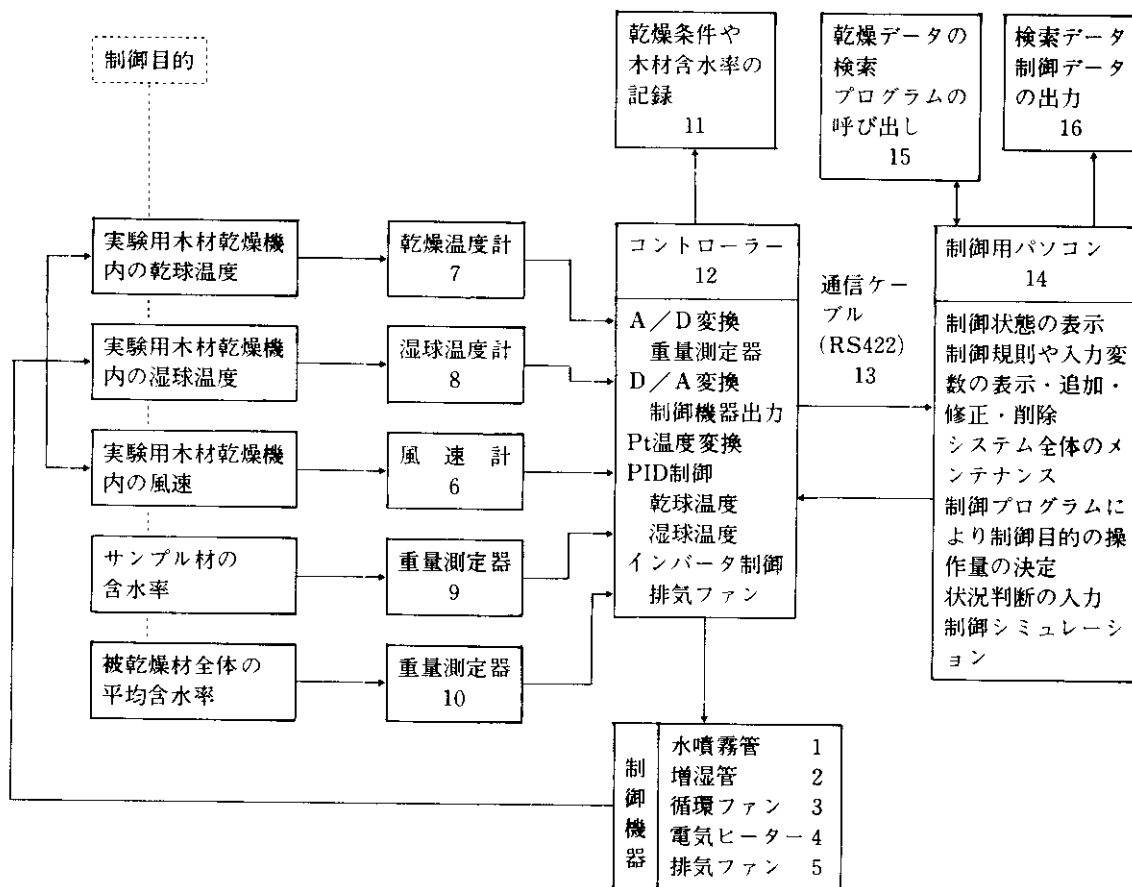 制御目的
乾燥条件や
木材含水率の
記録
11
乾燥データの
検索
プログラムの
呼び出し
15
検索データ
制御データ
の出力
16
実験用木材乾燥機
内の乾球温度
乾燥温度計
7
実験用木材乾燥機
内の湿球温度
湿球温度計
8
実験用木材乾燥機
内の風速
風速計
6
サンプル材の
含水率
重量測定器
9
被乾燥材全体の
平均含水率
重量測定器
10
コントローラー
12
A/D変換
重量測定器
D/A変換
制御機器出力
Pt温度変換
PID制御
乾球温度
湿球温度
インバータ制御
排気ファン
通信ケー
ブル
(RS422)
13
制御用パソコン
14
制御状態の表示
制御規則や入力変
数の表示・追加・
修正・削除
システム全体のメ
ンテナンス
制御プログラムに
より制御目的の操
作量の決定
状況判断の入力
制御シミュレーシ
ョン
制御機器
水噴霧管 1
増湿管 2
循環ファン 3
電気ヒーター 4
排気ファン 5